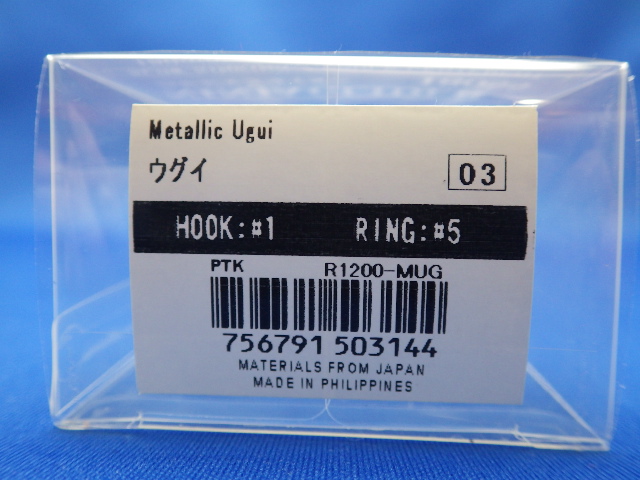 Metallic Ugui
ウグイ
03
HOOK:#1 RING:#5
PTK R1200-MUG
756791 503144
MATERIALS FROM JAPAN
MADE IN PHILIPPINES